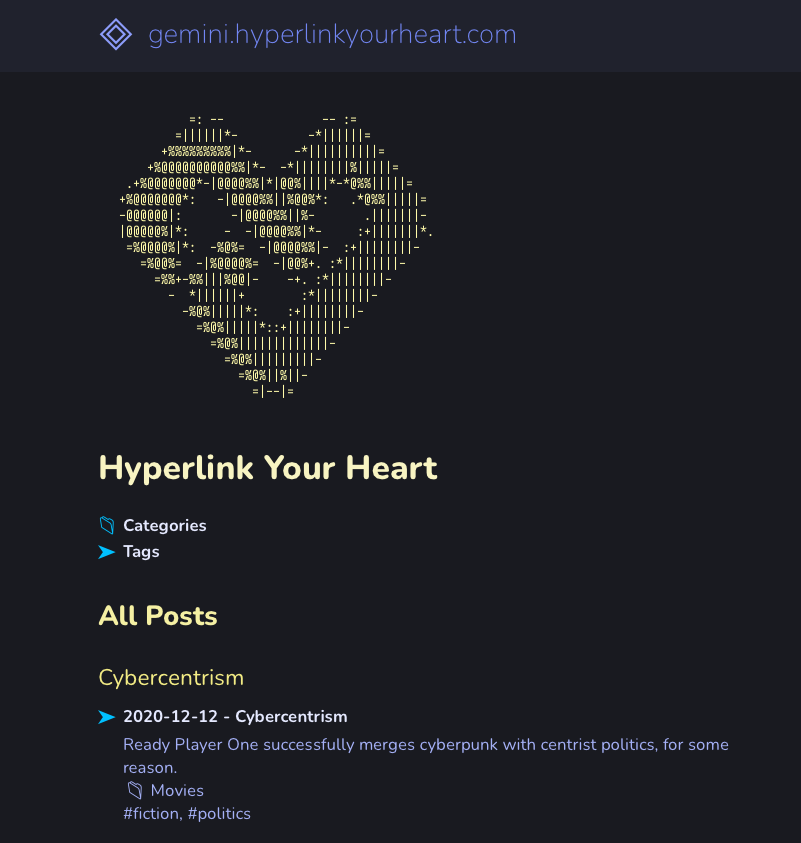 gemini.hyperlinkyourheart.com
Hyperlink Your Heart
Categories
Tags
All Posts
Cybercentrism
2020-12-12 - Cybercentrism
Ready Player One successfully merges cyberpunk with centrist politics, for some
reason.
Movies
#fiction, #politics